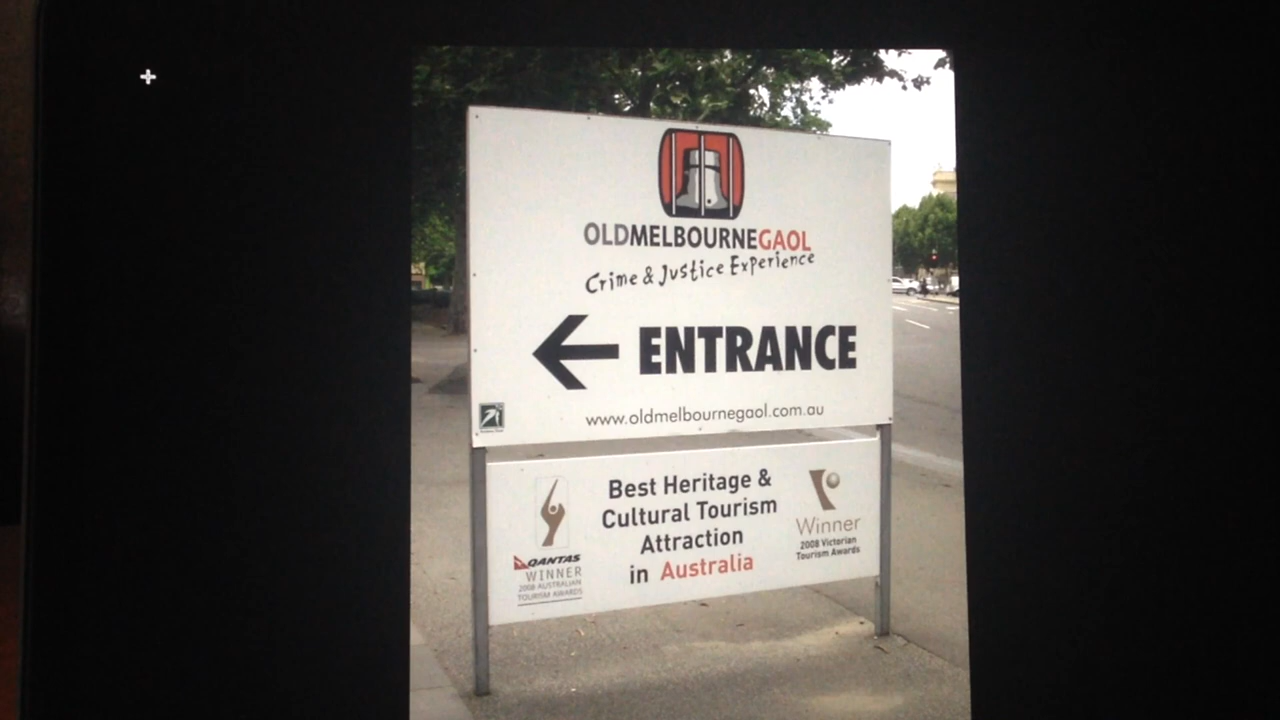 OLDMELBOURNEGAOL
Crime & Justice Experience
ENTRANCE
www.oldmelbournegaol.com.au
Best Heritage &
Cultural Tourism
Attraction
in Australia
QANTAS
WINNER
2008 AUSTRALIAN
TOURISM AWARDS
Winner
2008 Victorian
Tourism Awards